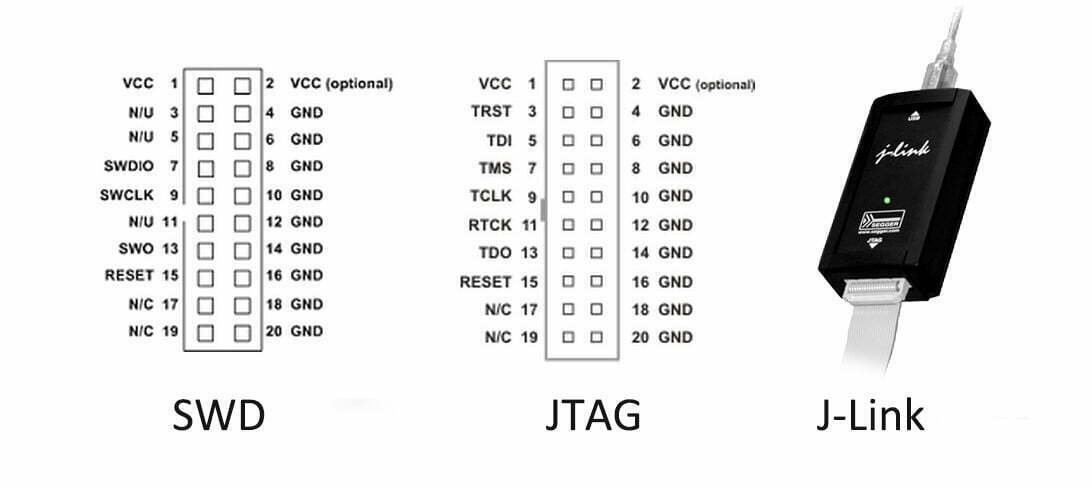 VCC 1 2 VCC (optional)
N/U 3 4 GND
N/U 5 6 GND
SWDIO 7 8 GND
SWCLK 9 10 GND
N/U 11 12 GND
SWO 13 14 GND
RESET 15 16 GND
N/C 17 18 GND
N/C 19 20 GND
SWD
VCC 1 2 VCC (optional)
TRST 3 4 GND
TDI 5 6 GND
TMS 7 8 GND
TCLK 9 10 GND
RTCK 11 12 GND
TDO 13 14 GND
RESET 15 16 GND
N/C 17 18 GND
N/C 19 20 GND
JTAG
USB
J-Link
SEGGER
www.segger.com
JTAG
J-Link